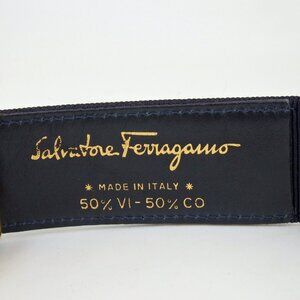 Salvatore Ferragamo
* MADE IN ITALY *
50% VI - 50% CO